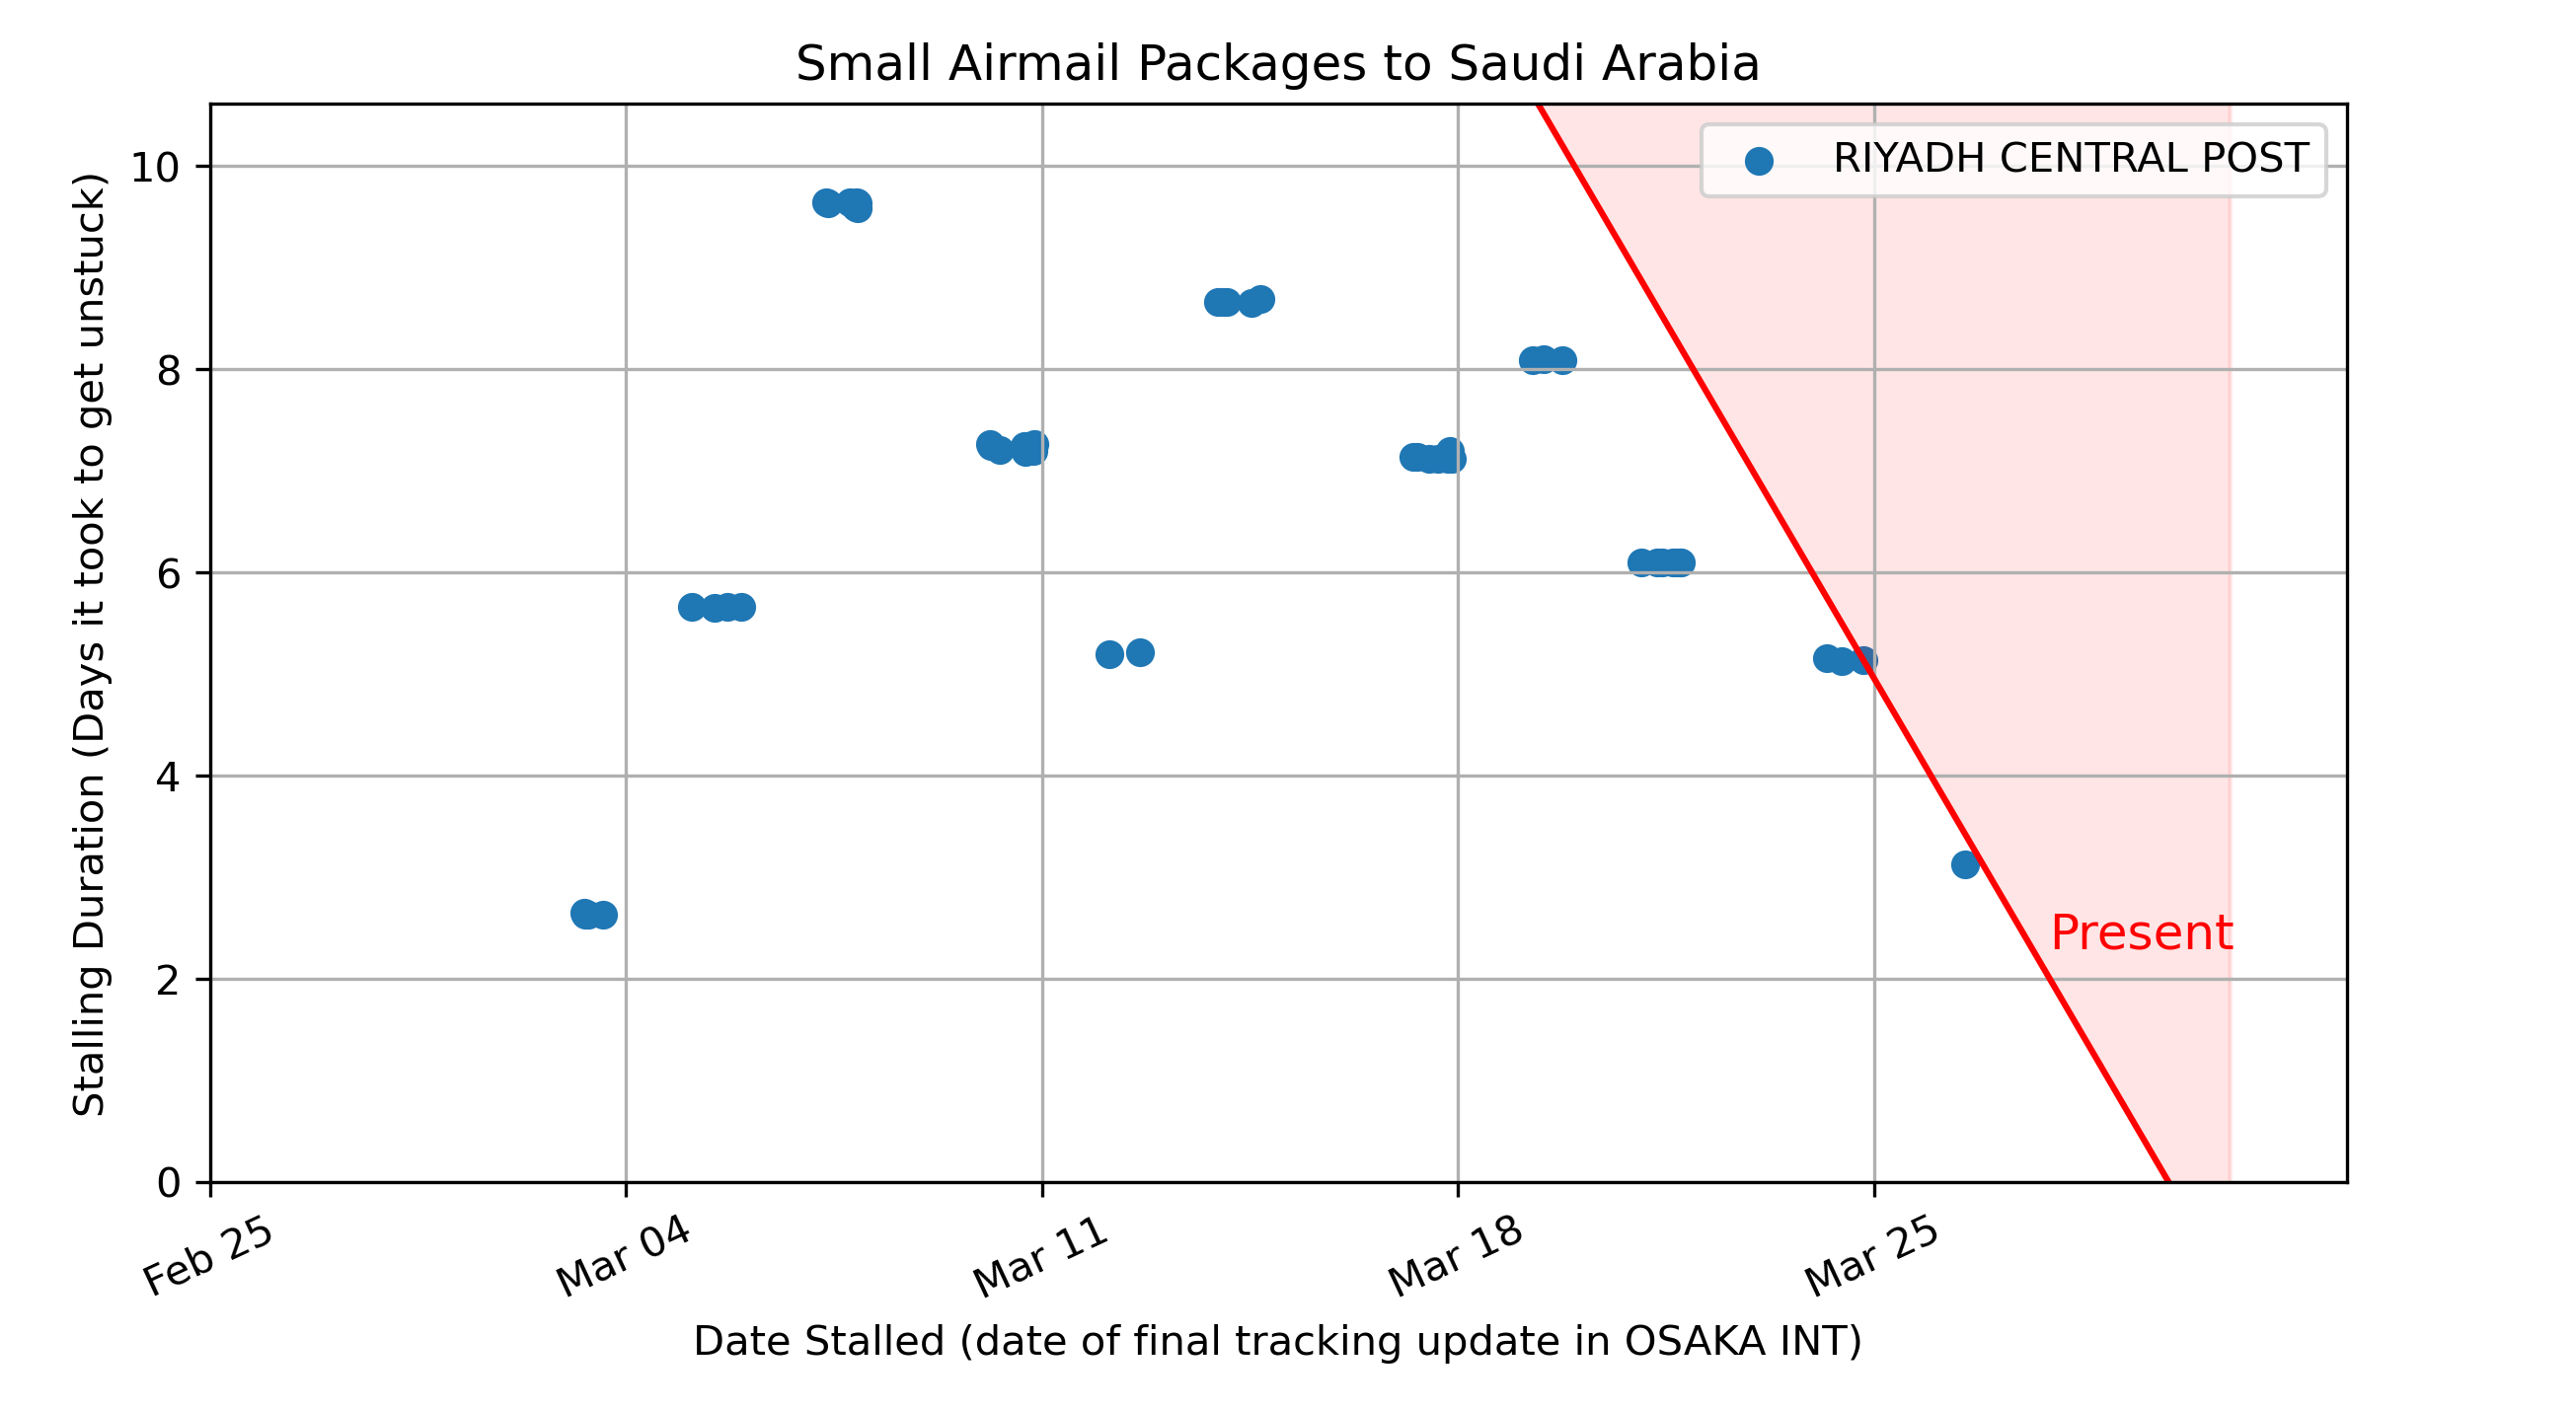 Small Airmail Packages to Saudi Arabia
RIYADH CENTRAL POST
Stalling Duration (Days it took to get unstuck)
10
8
6
4
2
0
Present
Feb 25
Mar 04
Mar 11
Mar 18
Mar 25
Date Stalled (date of final tracking update in OSAKA INT)